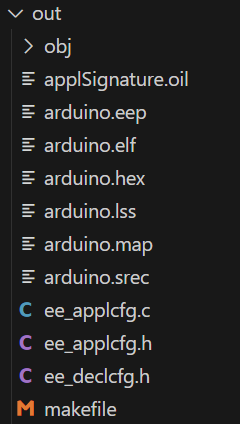 out
obj
applSignature.oil
arduino.eep
arduino.elf
arduino.hex
arduino.lss
arduino.map
arduino.srec
C ee_applcfg.c
C ee_applcfg.h
C ee_declcfg.h
M makefile